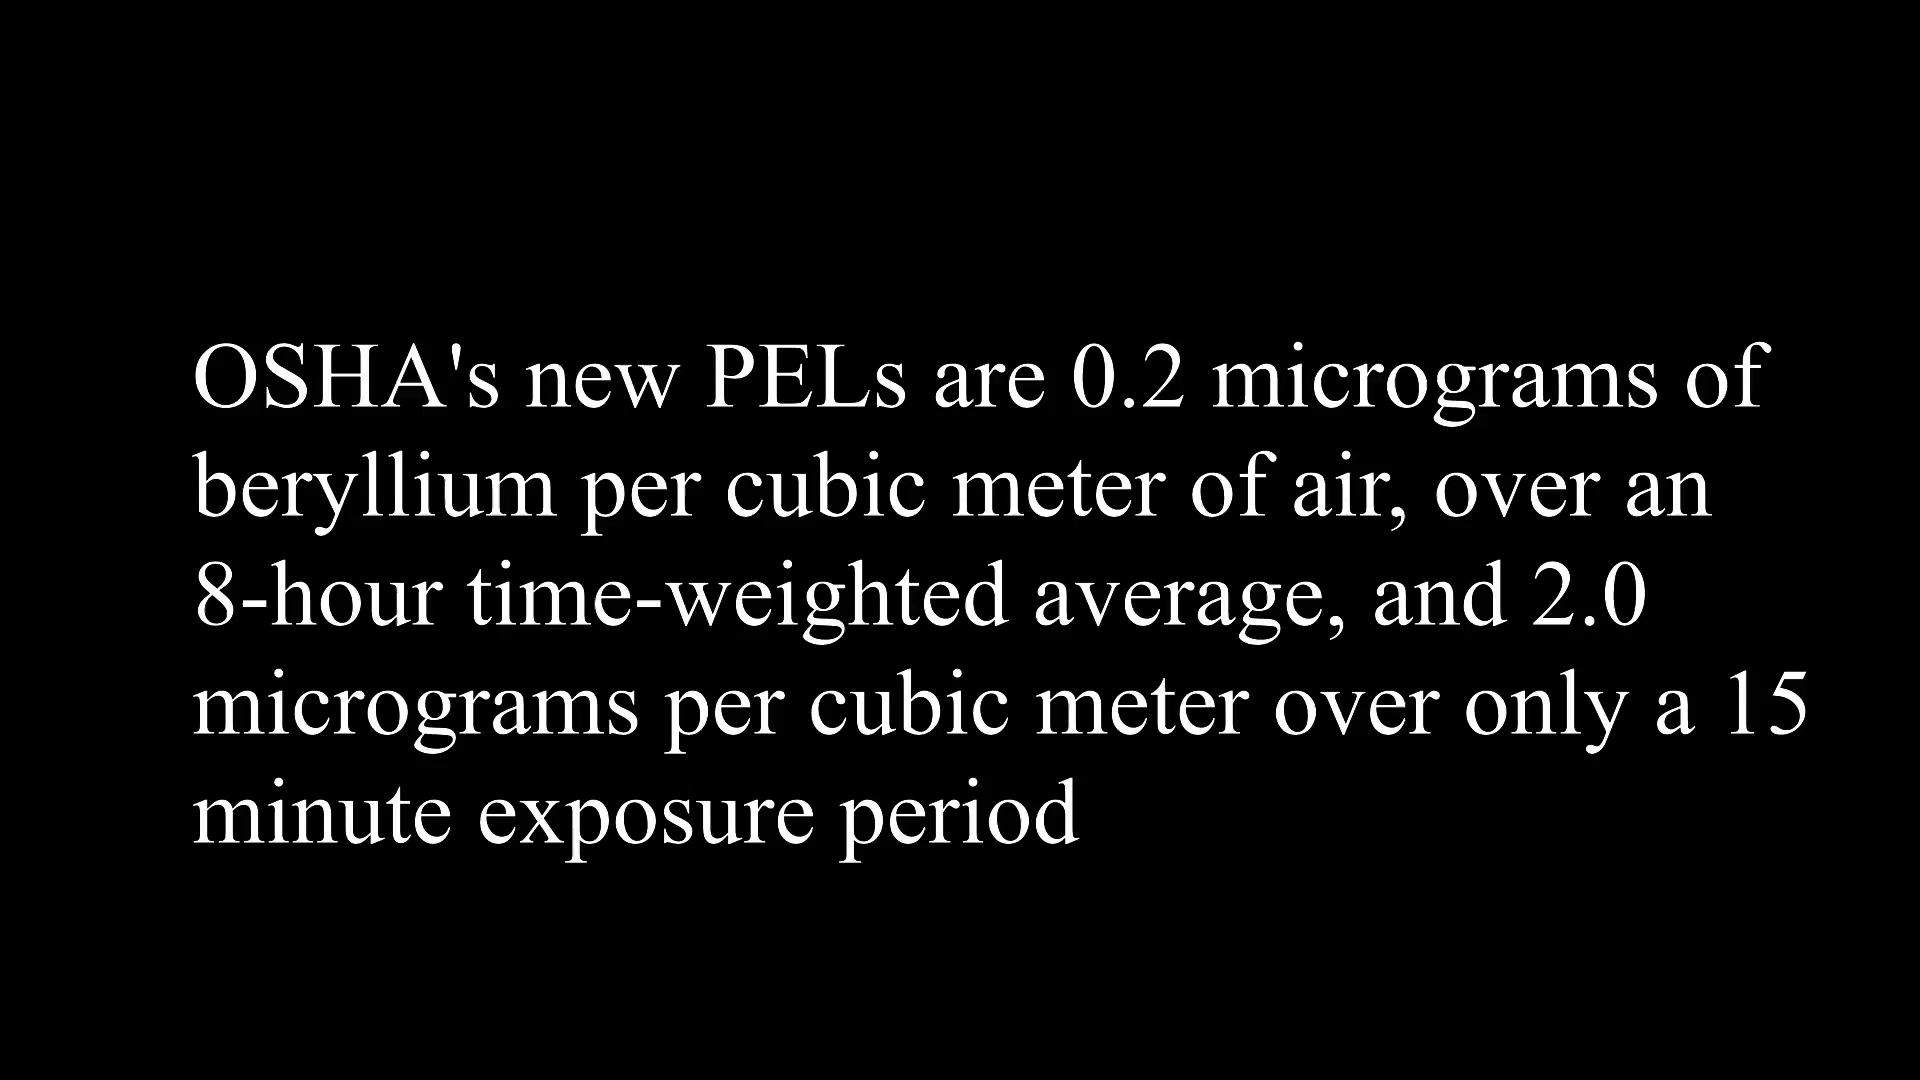 OSHA's new PELs are 0.2 micrograms of
beryllium per cubic meter of air, over an
8-hour time-weighted average, and 2.0
micrograms per cubic meter over only a 15
minute exposure period